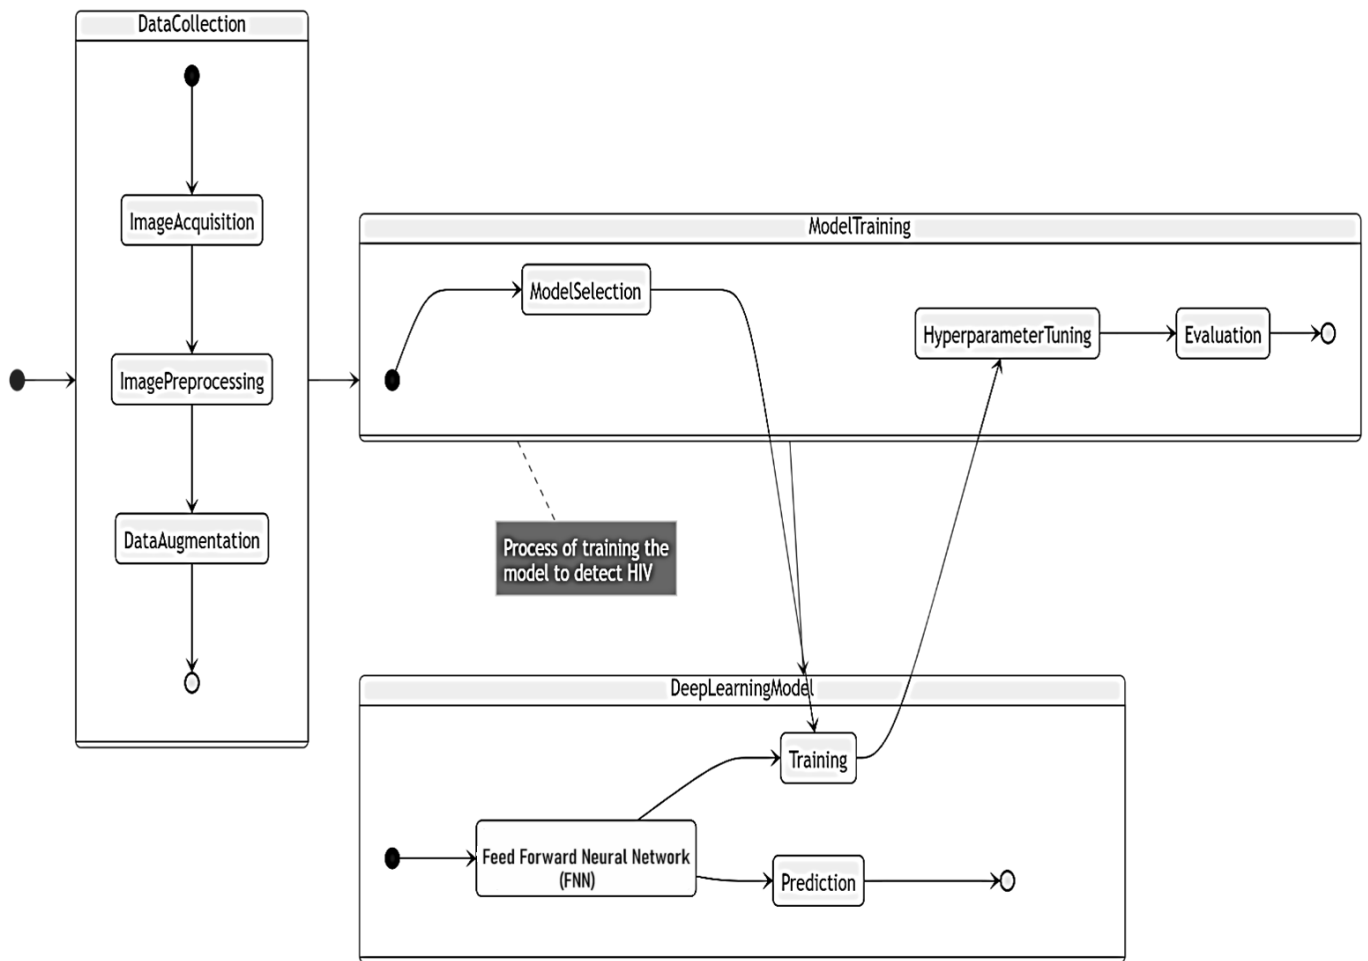 DataCollection
ImageAcquisition
ImagePreprocessing
DataAugmentation
ModelTraining
ModelSelection
HyperparameterTuning
Evaluation
Process of training the
model to detect HIV
DeepLearningModel
Training
Feed Forward Neural Network
(FNN)
Prediction